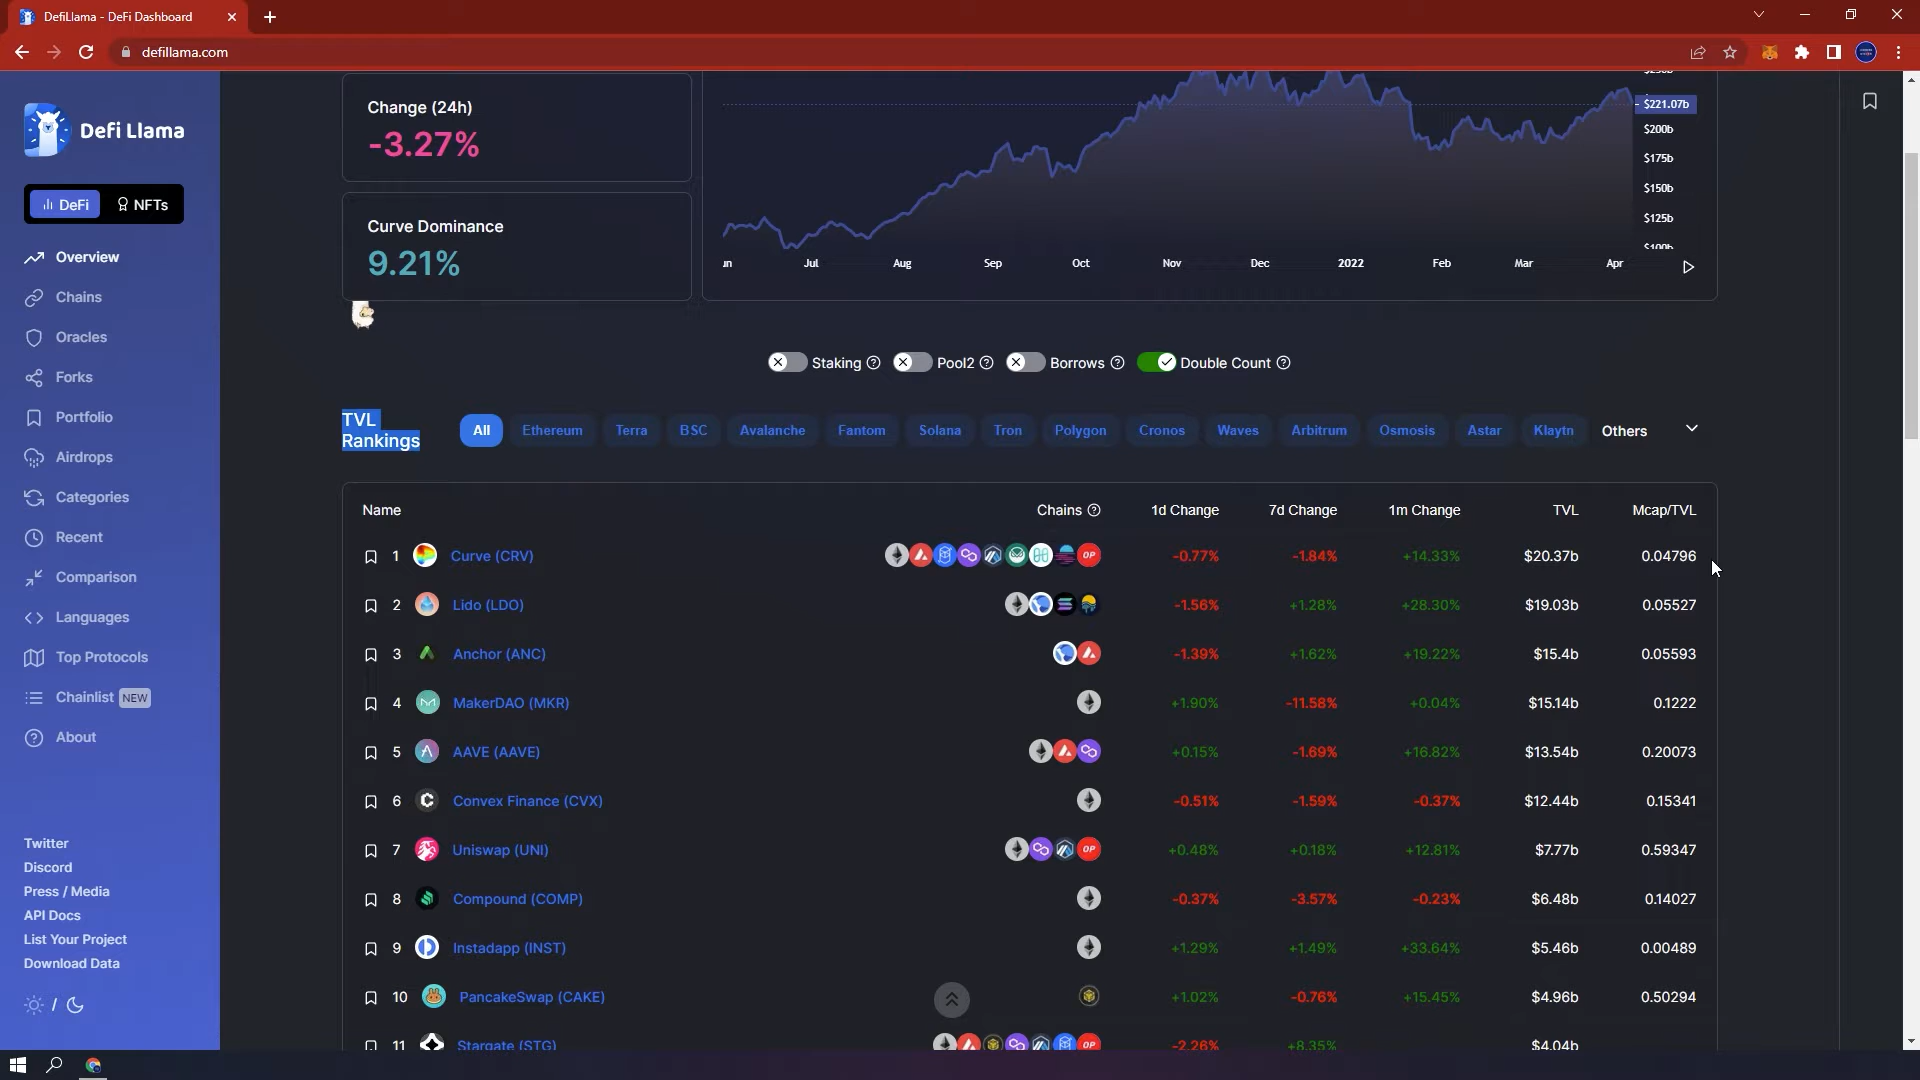 DefiLlama - DeFi Dashboard
defillama.com
Defi Llama
DeFi NFTs
Overview
Chains
Oracles
Forks
Portfolio
Airdrops
Categories
Recent
Comparison
Languages
Top Protocols
Chainlist NEW
About
Twitter
Discord
Press / Media
API Docs
List Your Project
Download Data
/
Change (24h)
-3.27%
Curve Dominance
9.21%
$221.07b
$200b
$175b
$150b
$125b
$100b
Jul Aug Sep Oct Nov Dec 2022 Feb Mar Apr
Staking Pool2 Borrows Double Count
TVL
Rankings
All Ethereum Terra BSC Avalanche Fantom Solana Tron Polygon Cronos Waves Arbitrum Osmosis Astar Klaytn Others
Name Chains 1d Change 7d Change 1m Change TVL Mcap/TVL
1 Curve (CRV) OP -0.77% -1.84% +14.33% $20.37b 0.04796
2 Lido (LDO) -1.56% +1.28% +28.30% $19.03b 0.05527
3 Anchor (ANC) -1.39% +1.62% +19.22% $15.4b 0.05593
4 MakerDAO (MKR) +1.90% -11.58% +0.04% $15.14b 0.1222
5 AAVE (AAVE) +0.15% -1.69% +16.82% $13.54b 0.20073
6 Convex Finance (CVX) -0.51% -1.59% -0.37% $12.44b 0.15341
7 Uniswap (UNI) OP +0.48% +0.18% +12.81% $7.77b 0.59347
8 Compound (COMP) -0.37% -3.57% -0.23% $6.48b 0.14027
9 Instadapp (INST) +1.29% +1.49% +33.64% $5.46b 0.00489
10 PancakeSwap (CAKE) +1.02% -0.76% +15.45% $4.96b 0.50294
11 Stargate (STG) OP -2.26% +8.35% $4.04b